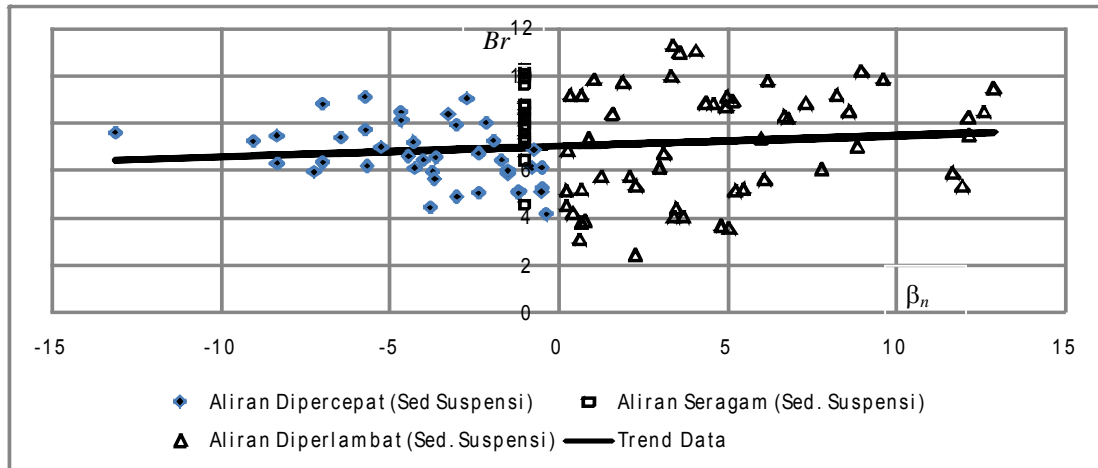 12
Br
10
8
6
4
2
0
βn
-15 -10 -5 0 5 10 15
Aliran Dipercepat (Sed Suspensi) Aliran Seragam (Sed. Suspensi)
Aliran Diperlambat (Sed. Suspensi) Trend Data